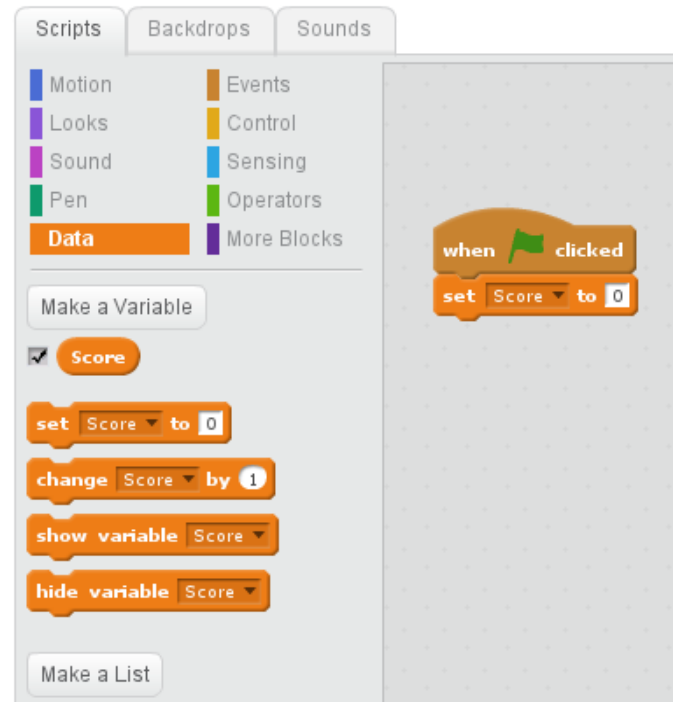 Scripts Backdrops Sounds
Motion Events
Looks Control
Sound Sensing
Pen Operators
Data More Blocks
Make a Variable
Score
set Score to 0
change Score by 1
show variable Score
hide variable Score
Make a List
when clicked
set Score to 0